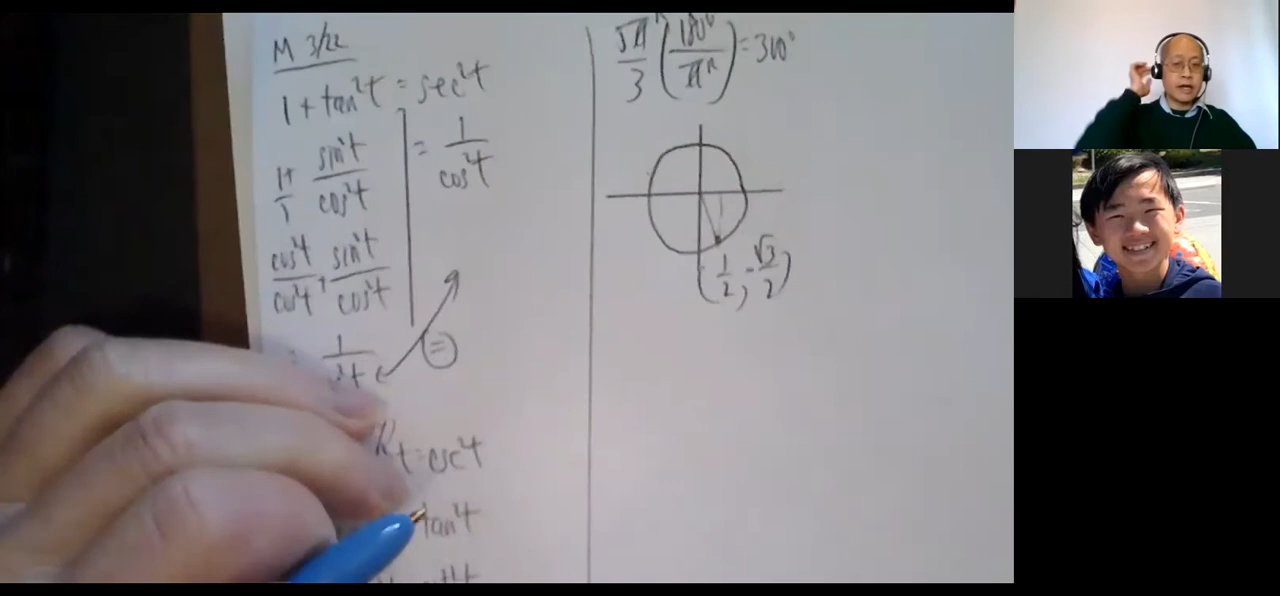 M 3/22
1 + tan²t = sec²t
1/1 + sin²t/cos²t = 1/cos²t
cos²t/cos²t + sin²t/cos²t
1/
=
t = csc²t
tan²t
5π^R/3 (180°/π^R) = 300°
(1/2, -√3/2)